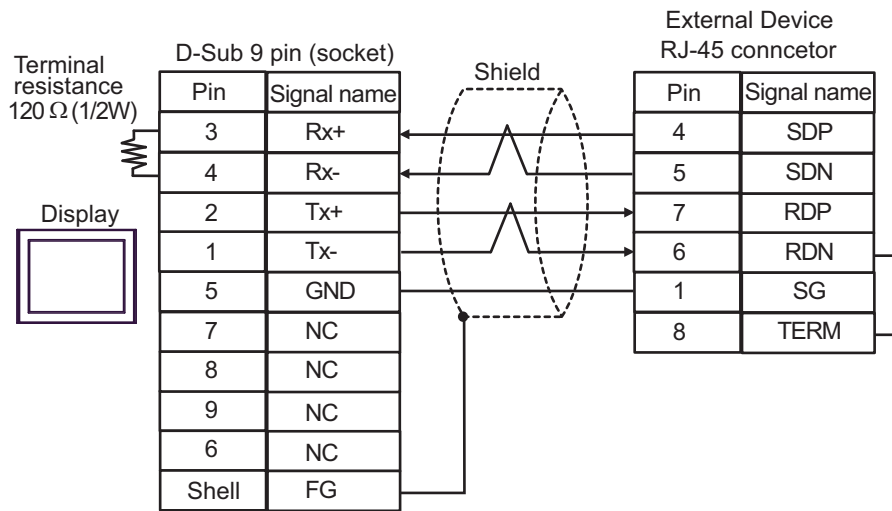 External Device
RJ-45 conncetor
D-Sub 9 pin (socket)
Shield
Terminal
resistance
120 Ω (1/2W)
Display
Pin Signal name
3 Rx+
4 Rx-
2 Tx+
1 Tx-
5 GND
7 NC
8 NC
9 NC
6 NC
Shell FG
Pin Signal name
4 SDP
5 SDN
7 RDP
6 RDN
1 SG
8 TERM